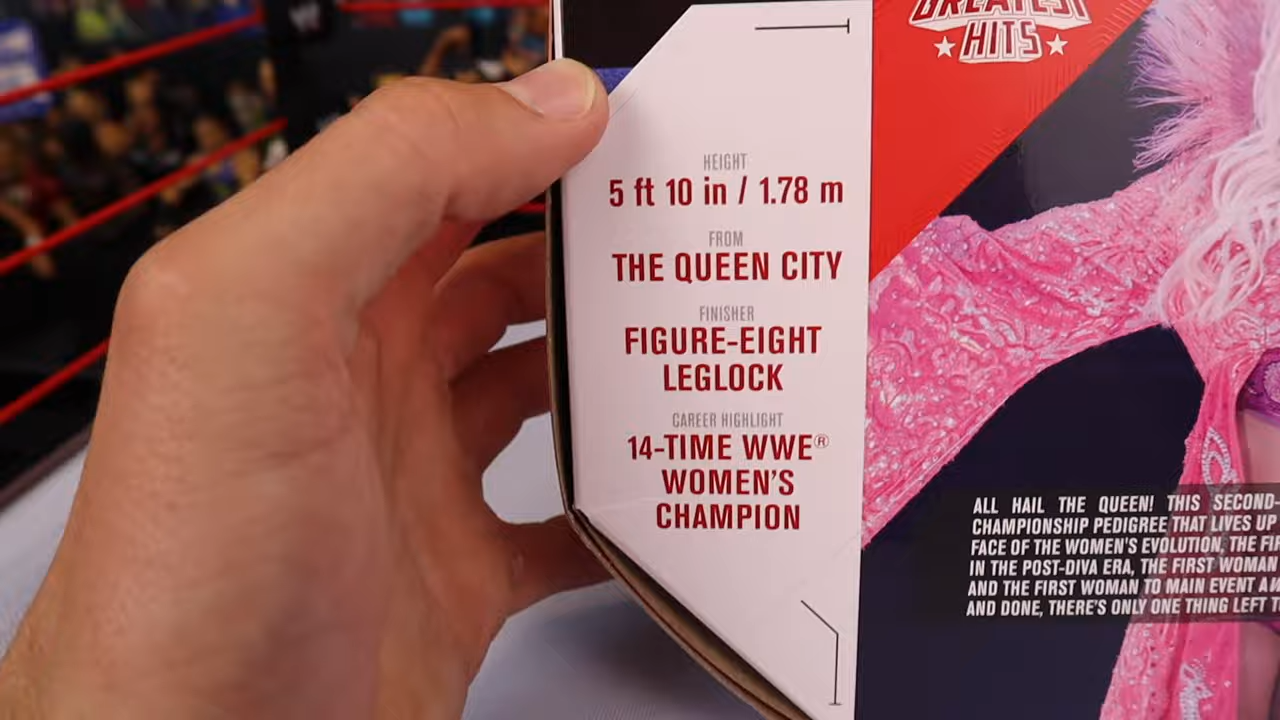 GREATEST
HITS
HEIGHT
5 ft 10 in / 1.78 m
FROM
THE QUEEN CITY
FINISHER
FIGURE-EIGHT
LEGLOCK
CAREER HIGHLIGHT
14-TIME WWE®
WOMEN'S
CHAMPION
ALL HAIL THE QUEEN! THIS SECOND-
CHAMPIONSHIP PEDIGREE THAT LIVES UP
FACE OF THE WOMEN'S EVOLUTION, THE
IN THE POST-DIVA ERA, THE FIRST WOMAN
AND THE FIRST WOMAN TO MAIN EVENT
AND DONE, THERE'S ONLY ONE THING LEFT